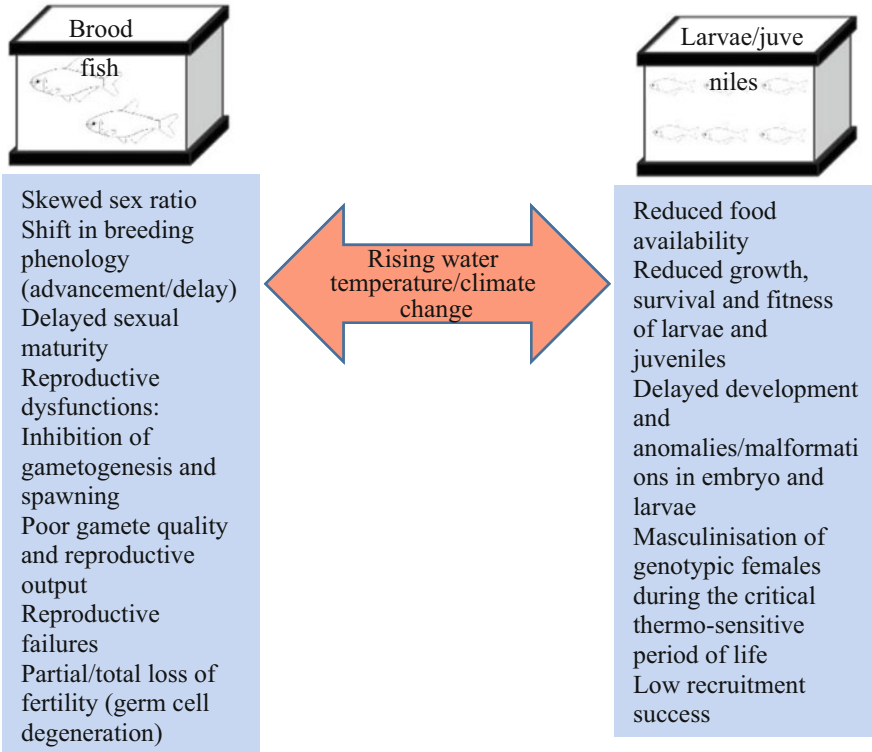 Brood
fish
Skewed sex ratio
Shift in breeding
phenology
(advancement/delay)
Delayed sexual
maturity
Reproductive
dysfunctions:
Inhibition of
gametogenesis and
spawning
Poor gamete quality
and reproductive
output
Reproductive
failures
Partial/total loss of
fertility (germ cell
degeneration)
Rising water
temperature/climate
change
Larvae/juve
niles
Reduced food
availability
Reduced growth,
survival and fitness
of larvae and
juveniles
Delayed development
and
anomalies/malformati
ons in embryo and
larvae
Masculinisation of
genotypic females
during the critical
thermo-sensitive
period of life
Low recruitment
success